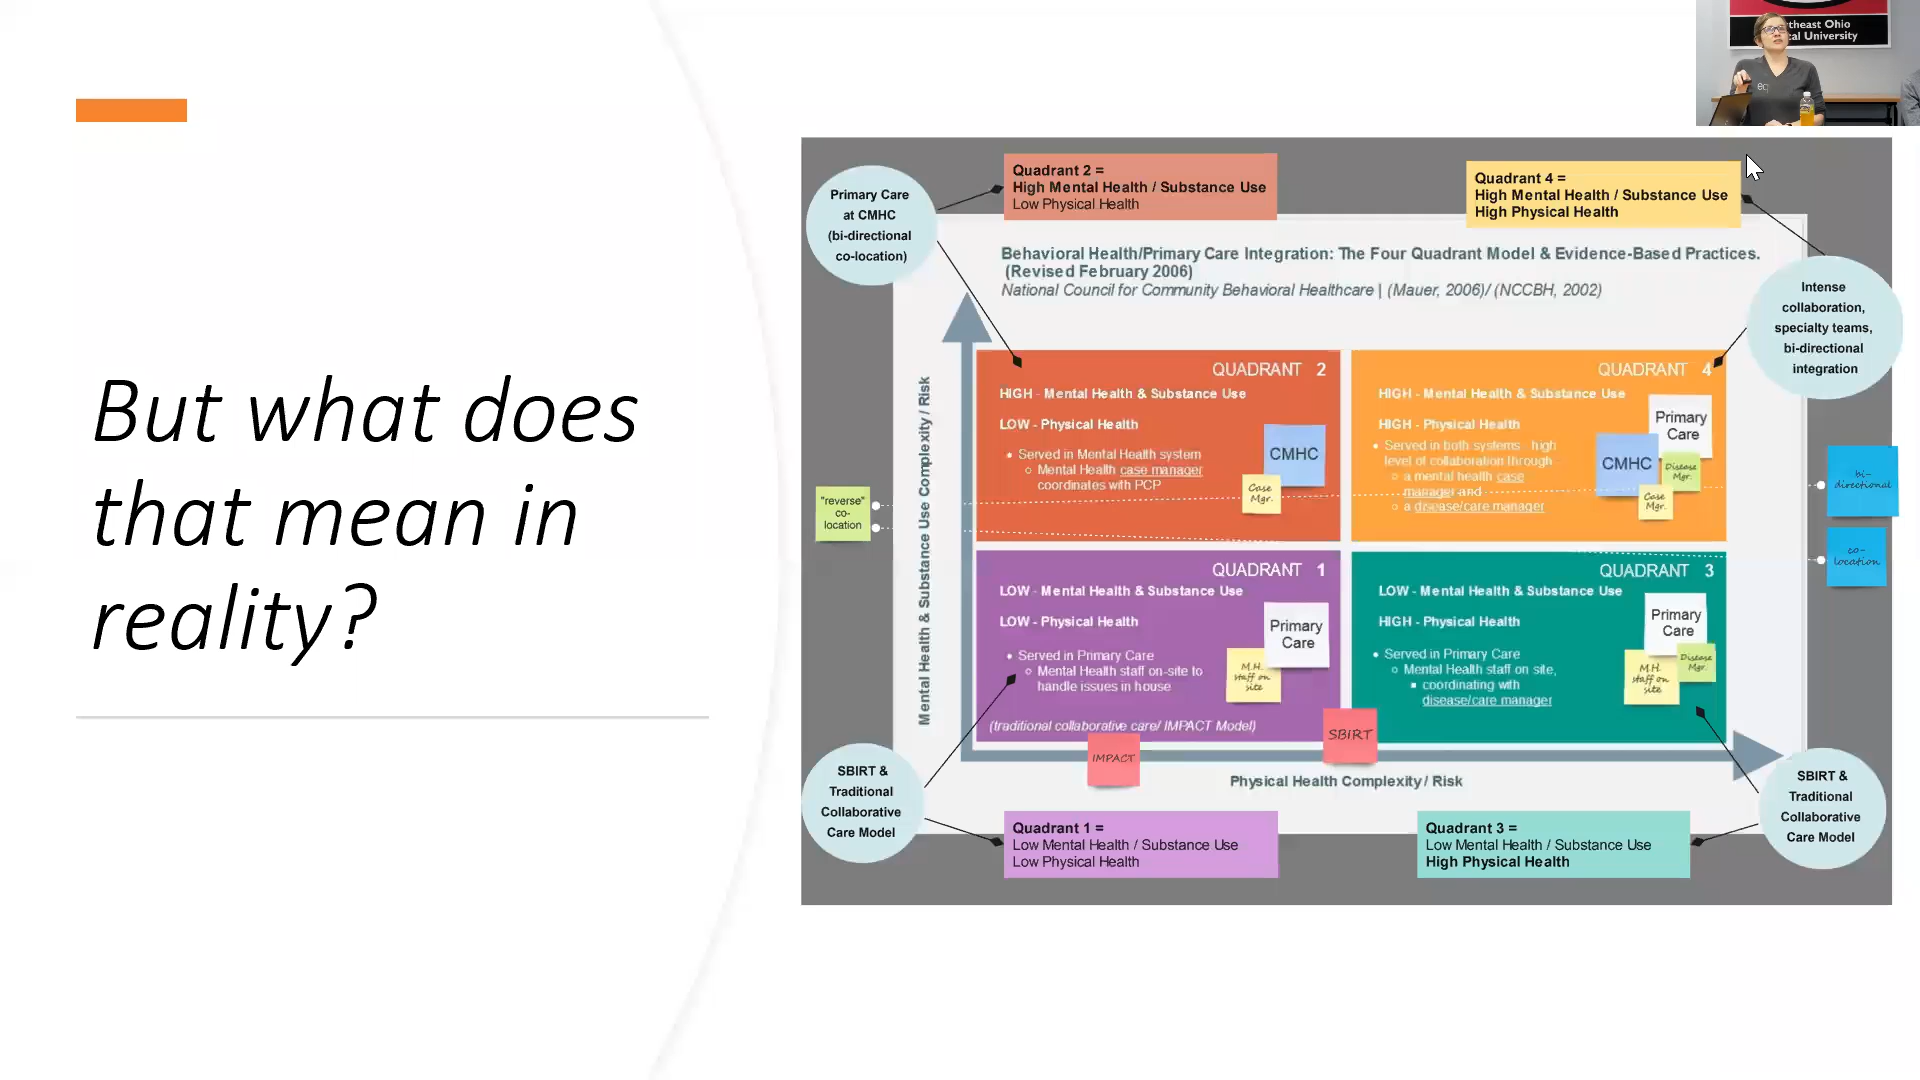 But what does
that mean in
reality?
theast Ohio
cal University
eq
Primary Care
at CMHC
(bi-directional
co-location)
Quadrant 2 =
High Mental Health / Substance Use
Low Physical Health
Quadrant 4 =
High Mental Health / Substance Use
High Physical Health
Behavioral Health/Primary Care Integration: The Four Quadrant Model & Evidence-Based Practices.
(Revised February 2006)
National Council for Community Behavioral Healthcare | (Mauer, 2006)/ (NCCBH, 2002)
Intense
collaboration,
specialty teams,
bi-directional
integration
Mental Health & Substance Use Complexity / Risk
QUADRANT 2
HIGH - Mental Health & Substance Use
LOW - Physical Health
• Served in Mental Health system
○ Mental Health case manager
coordinates with PCP
CMHC
Case
Mgr.
QUADRANT 4
HIGH - Mental Health & Substance Use
HIGH - Physical Health
• Served in both systems high
level of collaboration through
○ a mental health case
manager and
○ a disease/care manager
Primary
Care
CMHC
Disease
Mgr.
Case
Mgr.
"reverse"
co-
location
bi-
directional
co-
location
QUADRANT 1
LOW - Mental Health & Substance Use
LOW - Physical Health
• Served in Primary Care
○ Mental Health staff on-site to
handle issues in house
(traditional collaborative care/ IMPACT Model)
Primary
Care
M.H.
staff on
site
QUADRANT 3
LOW - Mental Health & Substance Use
HIGH - Physical Health
• Served in Primary Care
○ Mental Health staff on site,
▪ coordinating with
disease/care manager
Primary
Care
M.H.
staff on
site
Disease
Mgr.
IMPACT
SBIRT
Physical Health Complexity / Risk
SBIRT &
Traditional
Collaborative
Care Model
Quadrant 1 =
Low Mental Health / Substance Use
Low Physical Health
Quadrant 3 =
Low Mental Health / Substance Use
High Physical Health
SBIRT &
Traditional
Collaborative
Care Model